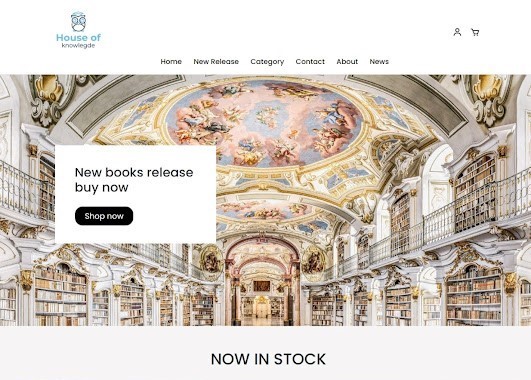 House of
knowlegde
Home New Release Category Contact About News
New books release
buy now
Shop now
NOW IN STOCK